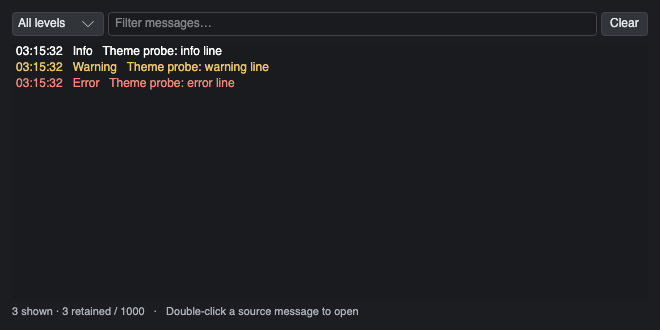 All levels Filter messages… Clear
03:15:32 Info Theme probe: info line
03:15:32 Warning Theme probe: warning line
03:15:32 Error Theme probe: error line
3 shown · 3 retained / 1000 · Double-click a source message to open